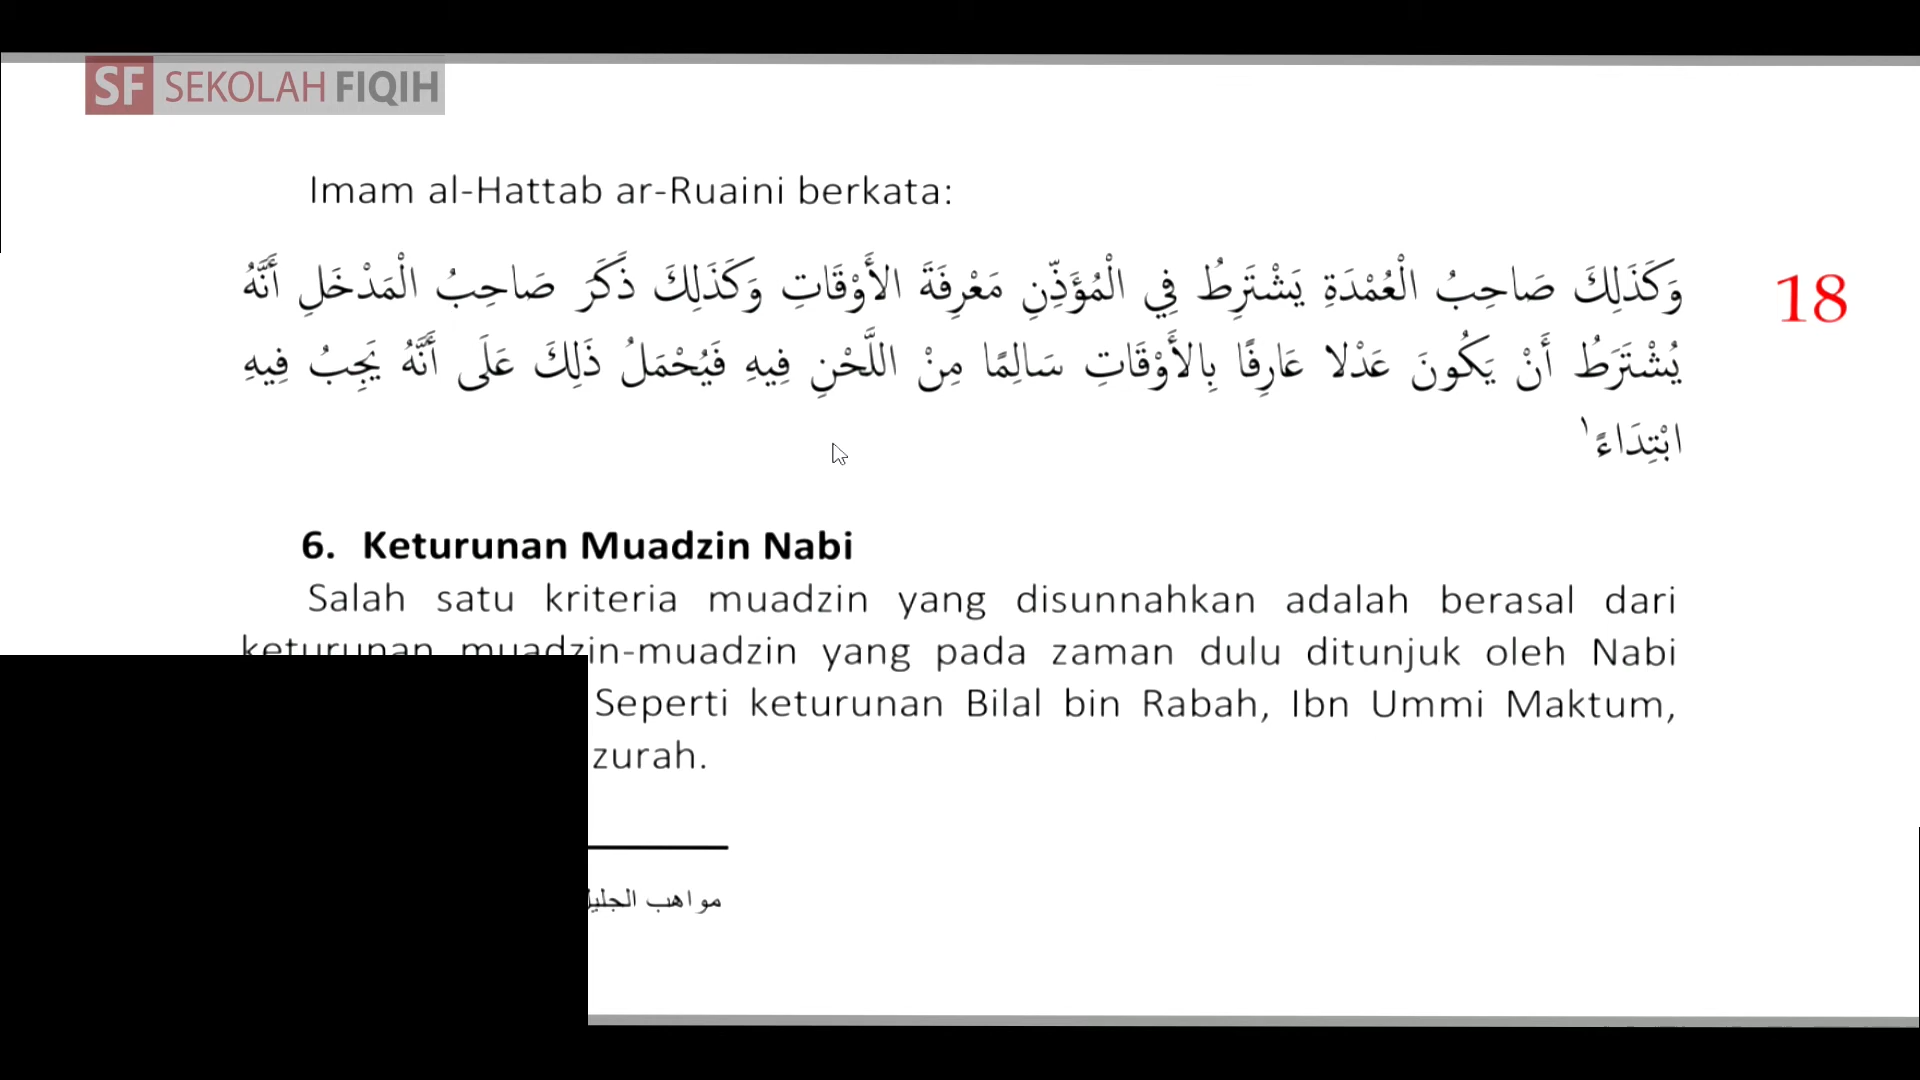 SF SEKOLAH FIQIH
Imam al-Hattab ar-Ruaini berkata:
وَكَذَلِكَ صَاحِبُ الْعُمْدَةِ يَشْتَرِطُ فِي الْمُؤَذِّنِ مَعْرِفَةَ الأَوْقَاتِ وَكَذَلِكَ ذَكَرَ صَاحِبُ الْمَدْخَلِ أَنَّهُ
18
يُشْتَرَطُ أَنْ يَكُونَ عَدْلا عَارِفًا بِالأَوْقَاتِ سَالِمًا مِنْ اللَّحْنِ فِيهِ فَيُحْمَلُ ذَلِكَ عَلَى أَنَّهُ يَجِبُ فِيهِ
ابْتِدَاءً١
6. Keturunan Muadzin Nabi
Salah satu kriteria muadzin yang disunnahkan adalah berasal dari
keturunan muadzin-muadzin yang pada zaman dulu ditunjuk oleh Nabi
Seperti keturunan Bilal bin Rabah, Ibn Ummi Maktum,
zurah.
مواهب الجليل